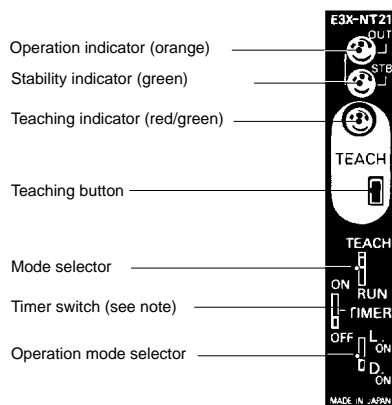 E3X-NT21
OUT
Operation indicator (orange)
STB
Stability indicator (green)
Teaching indicator (red/green)
TEACH
Teaching button
TEACH
Mode selector
RUN
ON
Timer switch (see note)
TIMER
OFF
L.ON
Operation mode selector
D.ON
MADE IN JAPAN